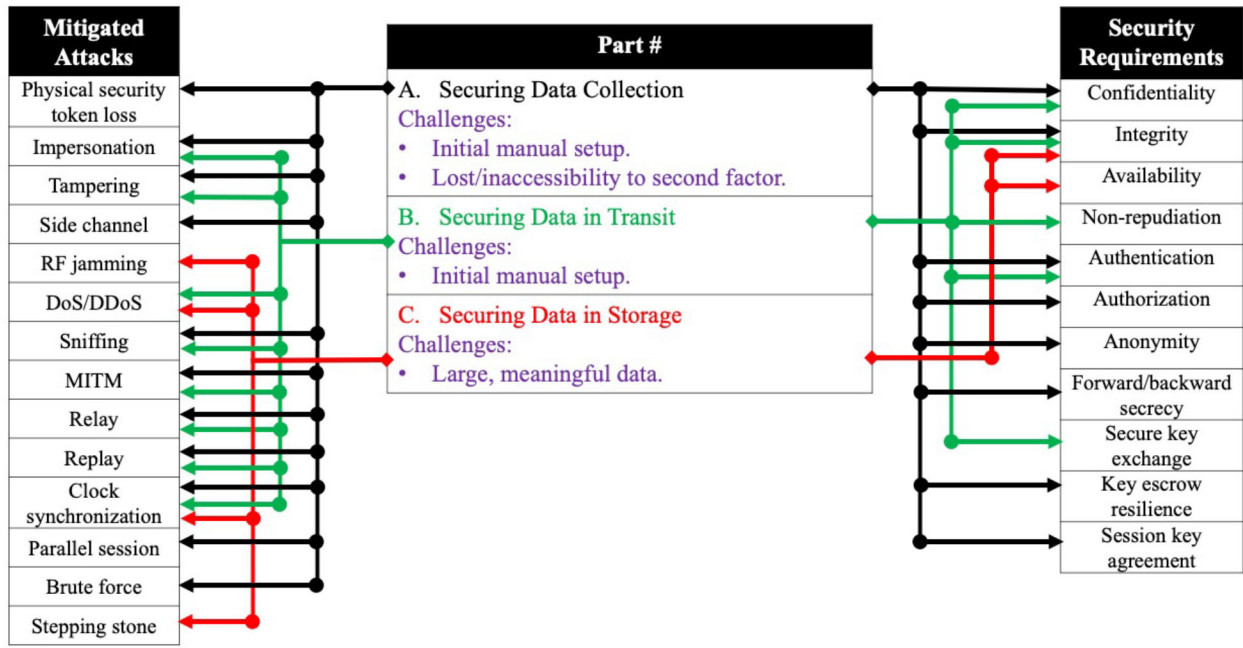 Mitigated
Attacks
Physical security
token loss
Impersonation
Tampering
Side channel
RF jamming
DoS/DDoS
Sniffing
MITM
Relay
Replay
Clock
synchronization
Parallel session
Brute force
Stepping stone
Part #
A. Securing Data Collection
Challenges:
• Initial manual setup.
• Lost/inaccessibility to second factor.
B. Securing Data in Transit
Challenges:
• Initial manual setup.
C. Securing Data in Storage
Challenges:
• Large, meaningful data.
Security
Requirements
Confidentiality
Integrity
Availability
Non-repudiation
Authentication
Authorization
Anonymity
Forward/backward
secrecy
Secure key
exchange
Key escrow
resilience
Session key
agreement